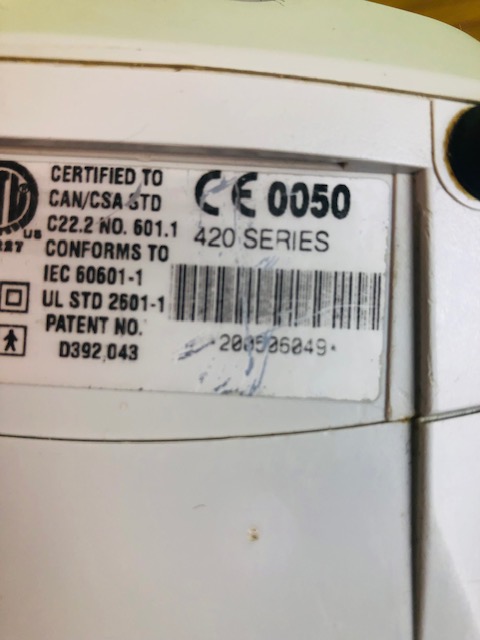 CERTIFIED TO
CAN/CSA STD
C22.2 NO. 601.1
CONFORMS TO
IEC 60601-1
UL STD 2601-1
PATENT NO.
D392,043
US
CE 0050
420 SERIES
200506049